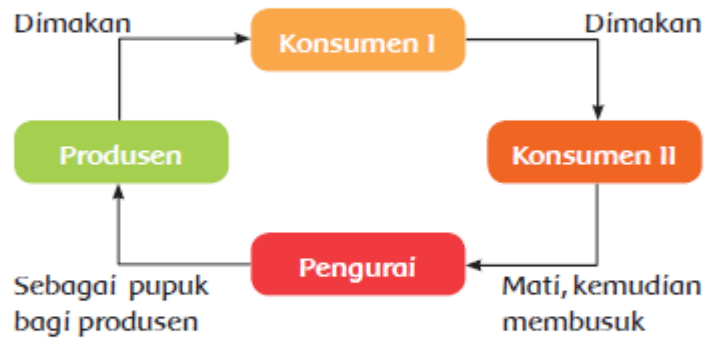 Dimakan
Konsumen I
Dimakan
Produsen
Konsumen II
Pengurai
Sebagai pupuk
bagi produsen
Mati, kemudian
membusuk